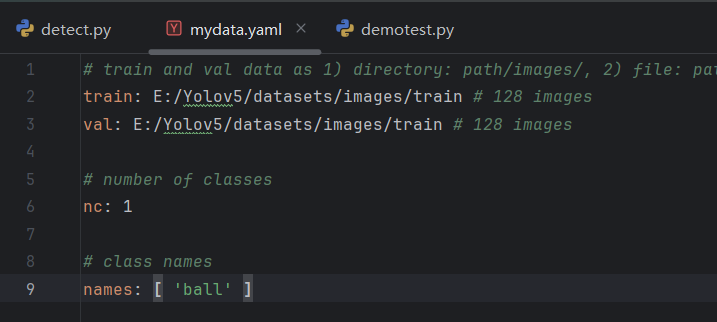 detect.py mydata.yaml demotest.py
1 # train and val data as 1) directory: path/images/, 2) file:
2 train: E:/Yolov5/datasets/images/train # 128 images
3 val: E:/Yolov5/datasets/images/train # 128 images
4
5 # number of classes
6 nc: 1
7
8 # class names
9 names: [ 'ball' ]